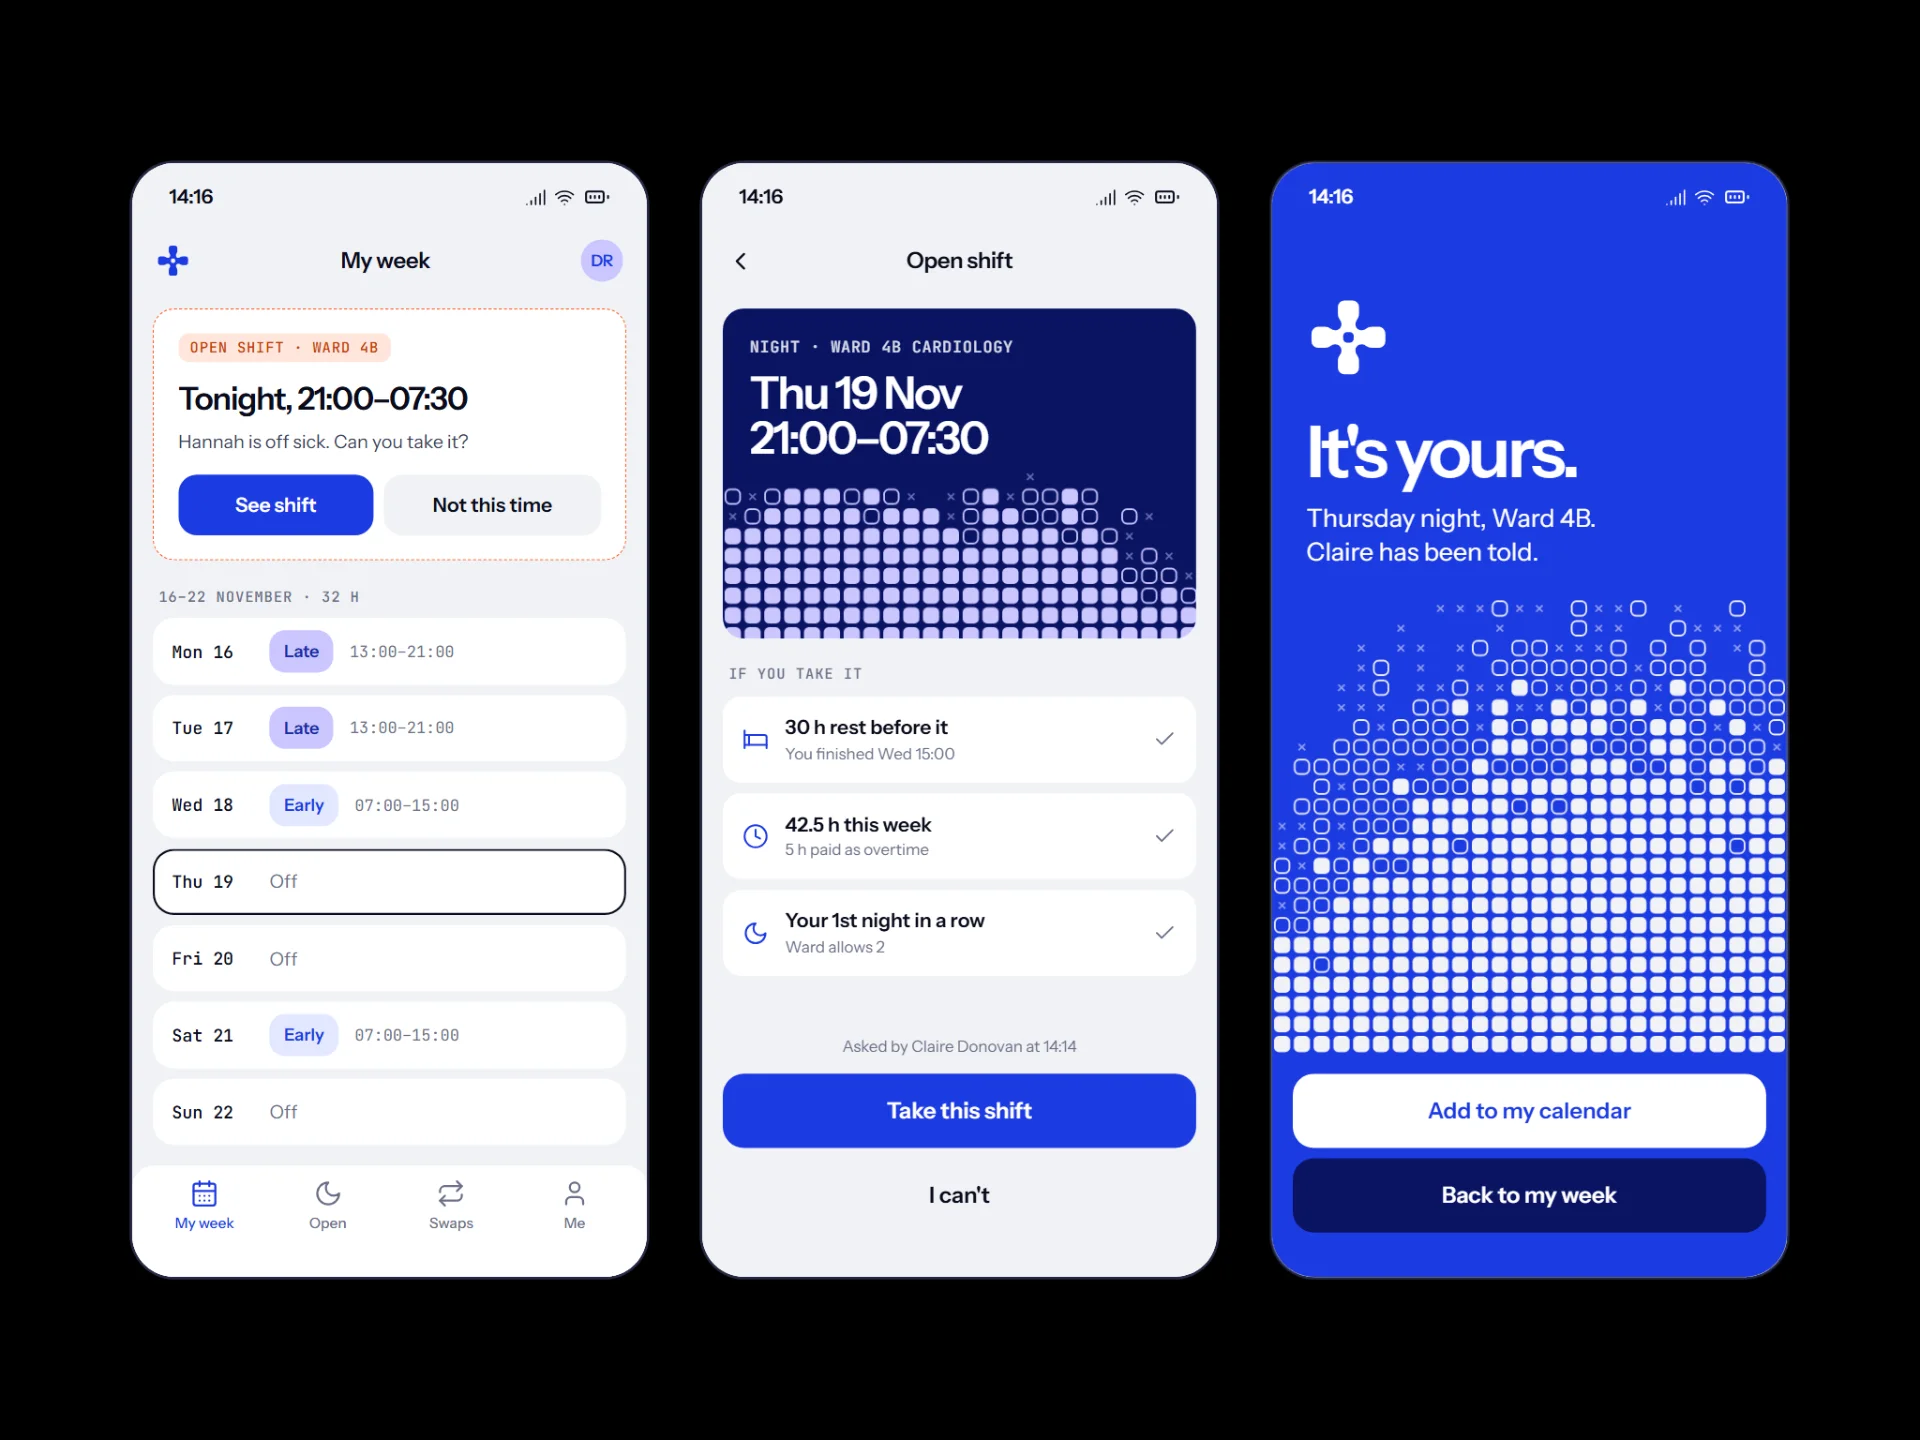 14:16
My week
DR
OPEN SHIFT · WARD 4B
Tonight, 21:00–07:30
Hannah is off sick. Can you take it?
See shift
Not this time
16–22 NOVEMBER · 32 H
Mon 16 Late 13:00–21:00
Tue 17 Late 13:00–21:00
Wed 18 Early 07:00–15:00
Thu 19 Off
Fri 20 Off
Sat 21 Early 07:00–15:00
Sun 22 Off
My week
Open
Swaps
Me
14:16
Open shift
NIGHT · WARD 4B CARDIOLOGY
Thu 19 Nov
21:00–07:30
IF YOU TAKE IT
30 h rest before it
You finished Wed 15:00
42.5 h this week
5 h paid as overtime
Your 1st night in a row
Ward allows 2
Asked by Claire Donovan at 14:14
Take this shift
I can't
14:16
It's yours.
Thursday night, Ward 4B.
Claire has been told.
Add to my calendar
Back to my week